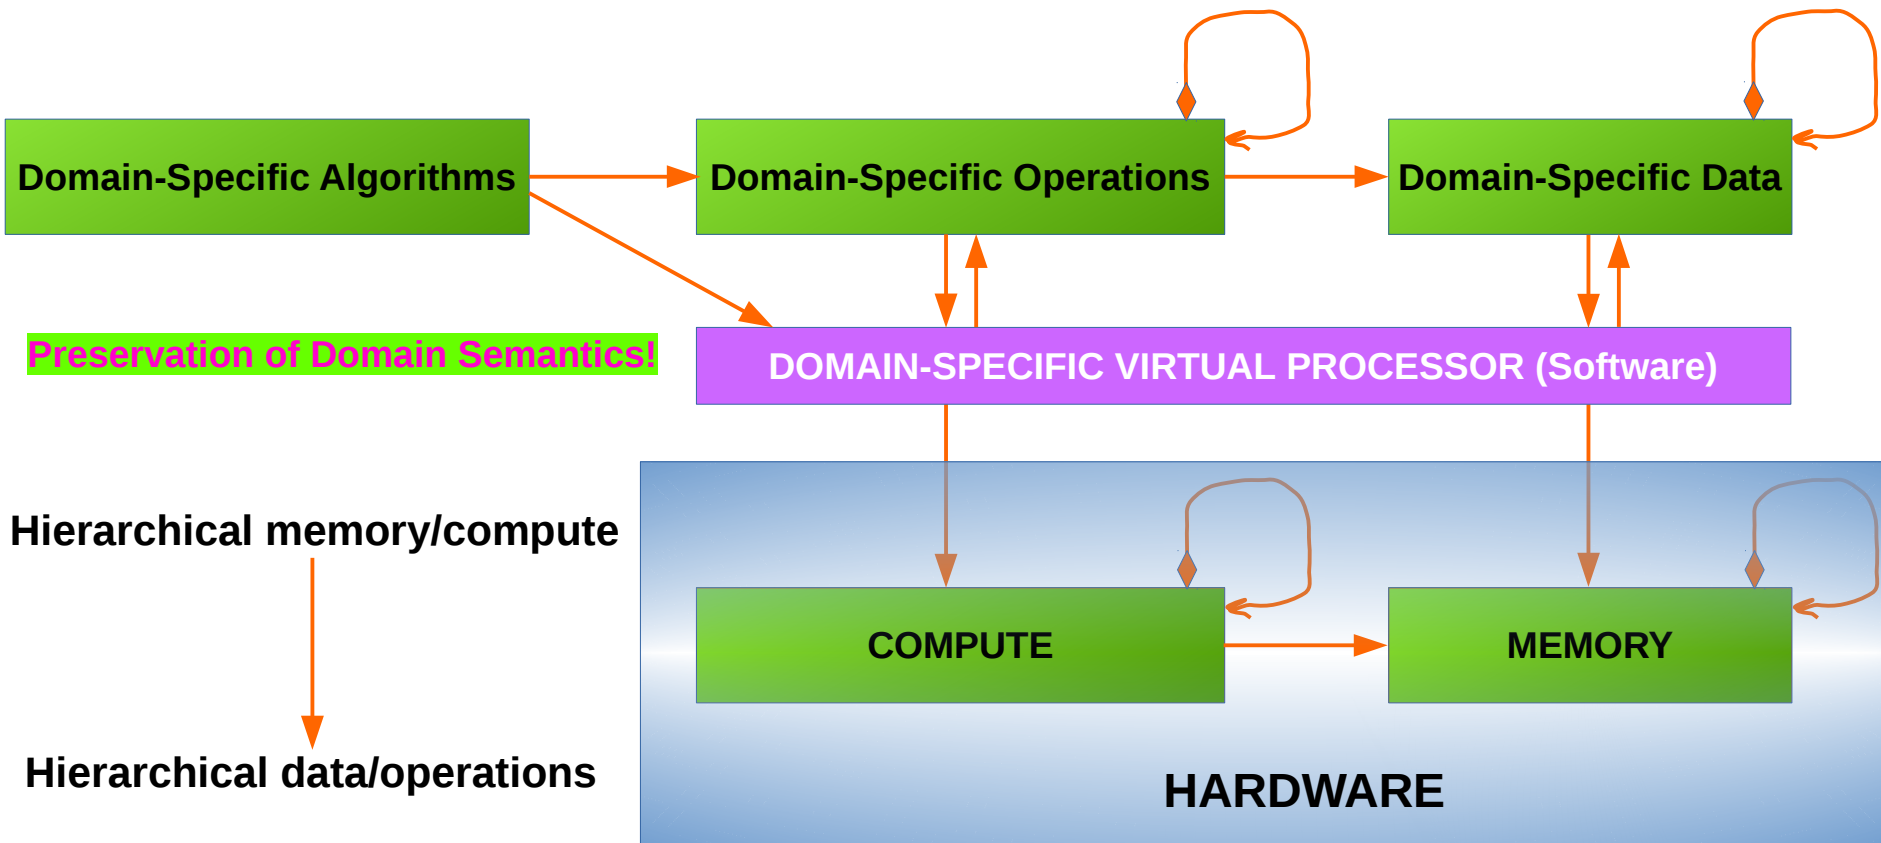 Domain-Specific Algorithms
Domain-Specific Operations
Domain-Specific Data
Preservation of Domain Semantics!
DOMAIN-SPECIFIC VIRTUAL PROCESSOR (Software)
Hierarchical memory/compute
COMPUTE
MEMORY
Hierarchical data/operations
HARDWARE